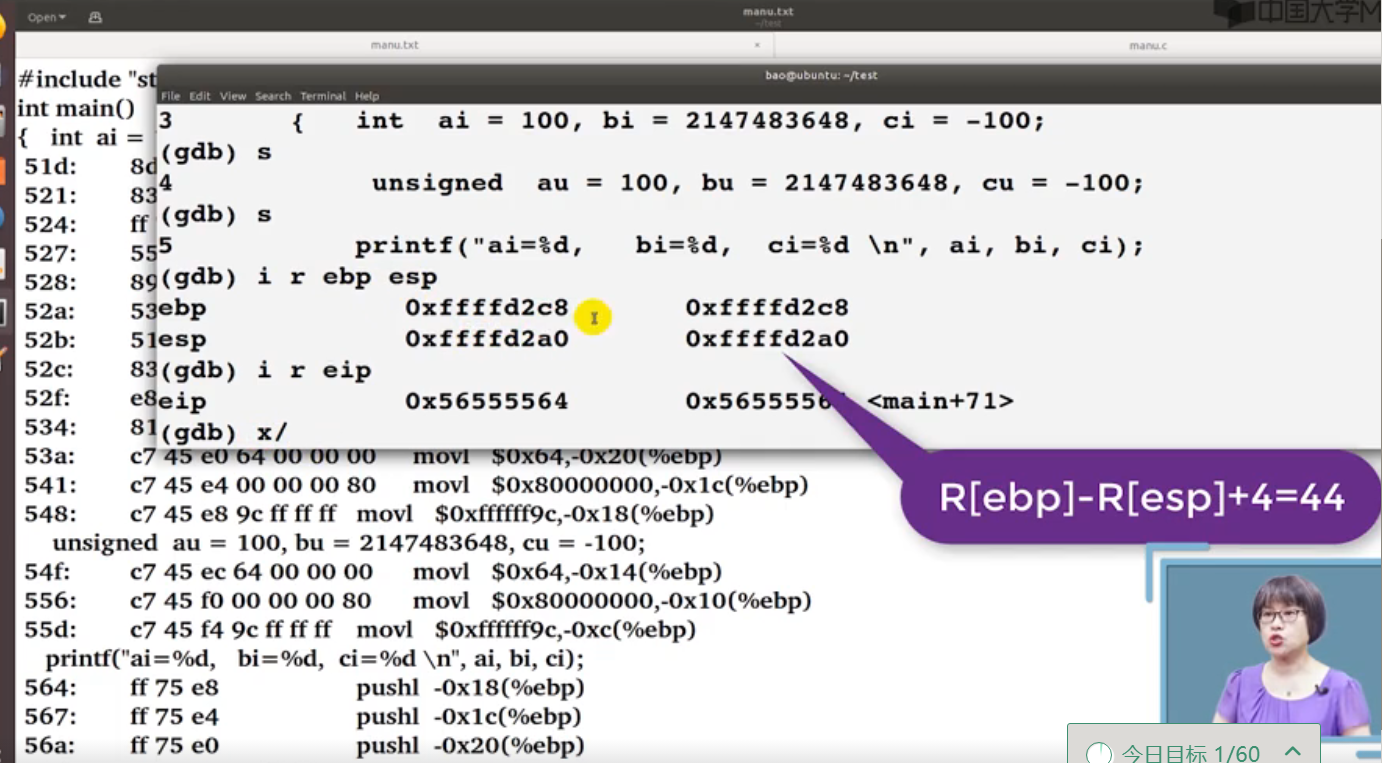 Open
manu.txt
~/test
中国大学M
manu.txt
×
manu.c
#include "st
int main()
{ int ai =
51d: 8d
521: 83
524: ff
527: 55
528: 89
52a: 53
52b: 51
52c: 83
52f: e8
534: 81
bao@ubuntu: ~/test
File Edit View Search Terminal Help
3 { int ai = 100, bi = 2147483648, ci = -100;
(gdb) s
4 unsigned au = 100, bu = 2147483648, cu = -100;
(gdb) s
5 printf("ai=%d, bi=%d, ci=%d \n", ai, bi, ci);
(gdb) i r ebp esp
ebp 0xffffd2c8 0xffffd2c8
esp 0xffffd2a0 0xffffd2a0
(gdb) i r eip
eip 0x56555564 0x5655556 <main+71>
(gdb) x/
53a: c7 45 e0 64 00 00 00 movl $0x64,-0x20(%ebp)
541: c7 45 e4 00 00 00 80 movl $0x80000000,-0x1c(%ebp)
548: c7 45 e8 9c ff ff ff movl $0xffffff9c,-0x18(%ebp)
unsigned au = 100, bu = 2147483648, cu = -100;
54f: c7 45 ec 64 00 00 00 movl $0x64,-0x14(%ebp)
556: c7 45 f0 00 00 00 80 movl $0x80000000,-0x10(%ebp)
55d: c7 45 f4 9c ff ff ff movl $0xffffff9c,-0xc(%ebp)
printf("ai=%d, bi=%d, ci=%d \n", ai, bi, ci);
564: ff 75 e8 pushl -0x18(%ebp)
567: ff 75 e4 pushl -0x1c(%ebp)
56a: ff 75 e0 pushl -0x20(%ebp)
R[ebp]-R[esp]+4=44
今日目标 1/60